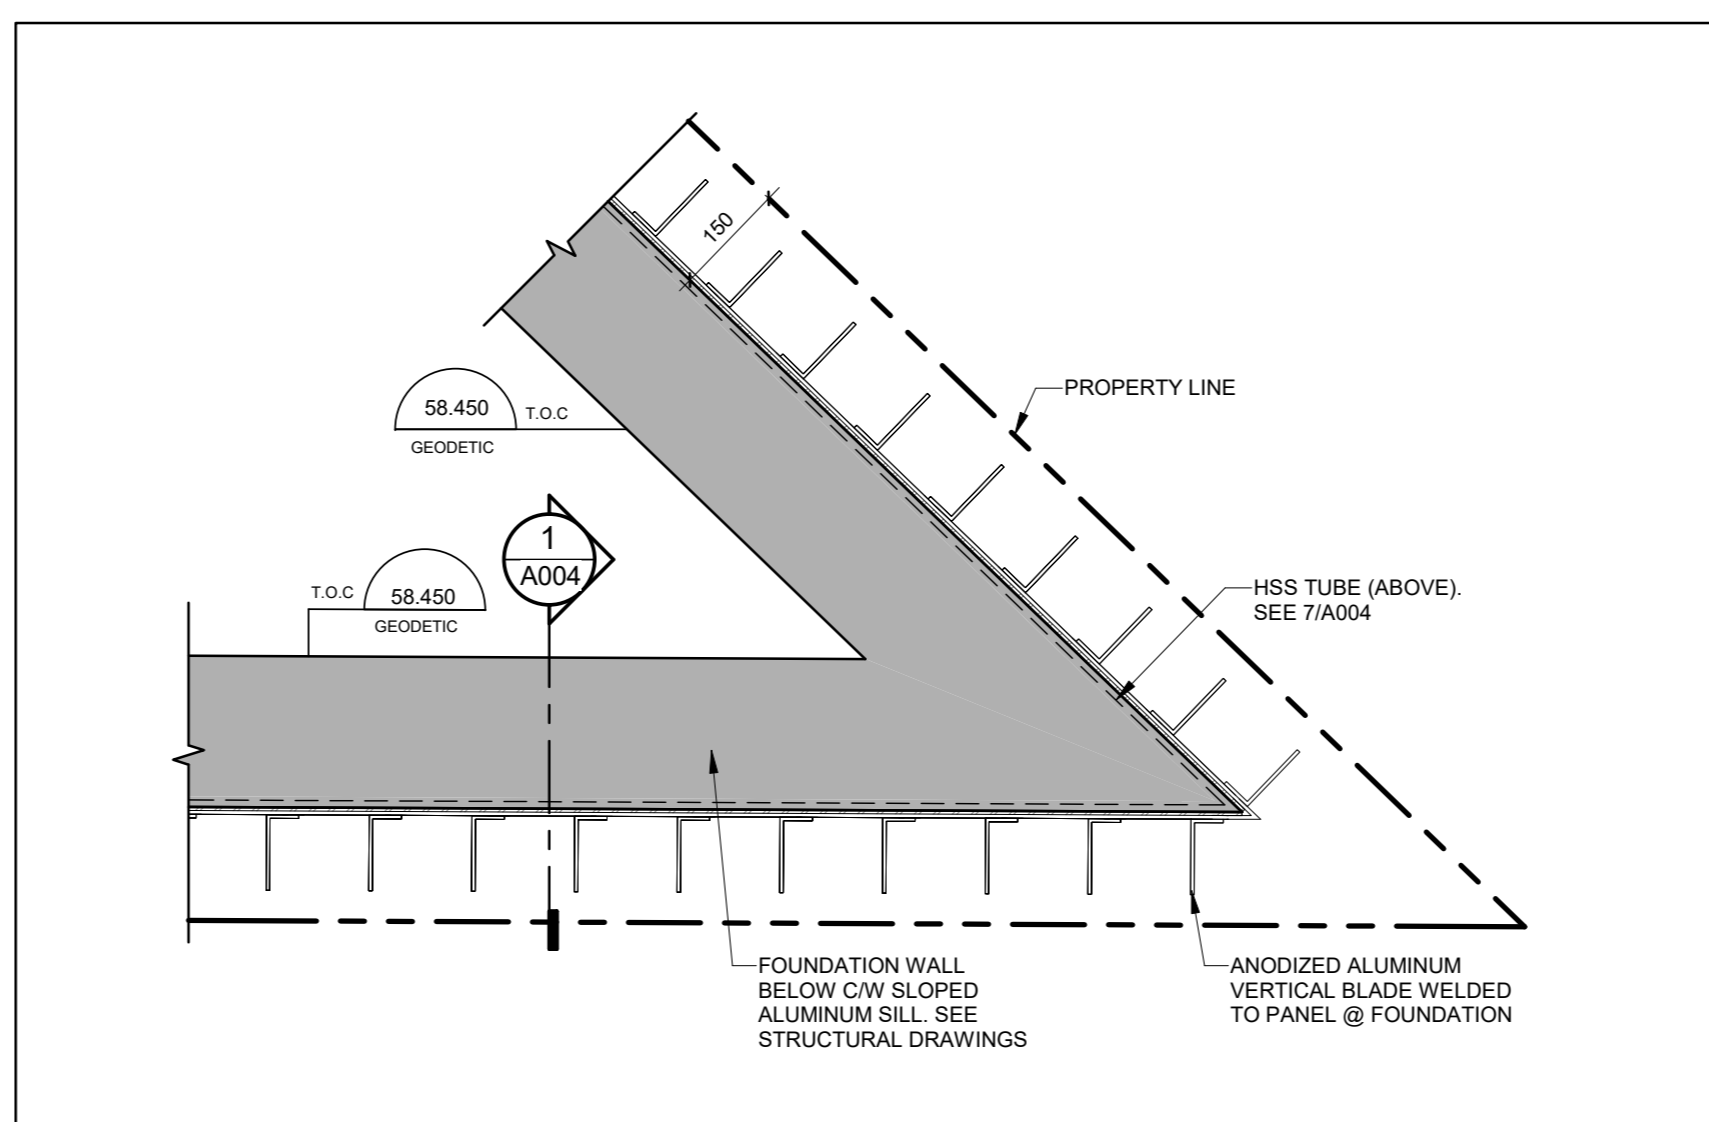 150
PROPERTY LINE
58.450
T.O.C
GEODETIC
1
A004
T.O.C
58.450
GEODETIC
HSS TUBE (ABOVE).
SEE 7/A004
FOUNDATION WALL
BELOW C/W SLOPED
ALUMINUM SILL. SEE
STRUCTURAL DRAWINGS
ANODIZED ALUMINUM
VERTICAL BLADE WELDED
TO PANEL @ FOUNDATION